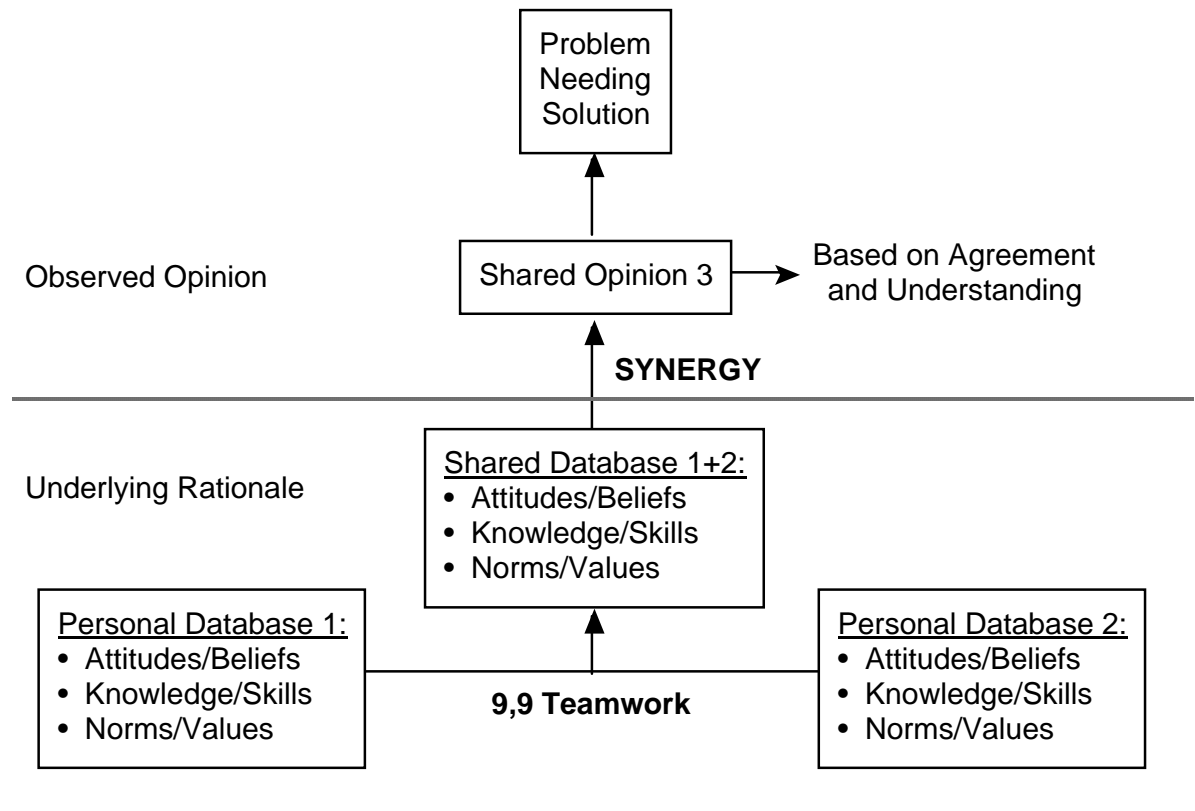 Problem
Needing
Solution
Observed Opinion
Shared Opinion 3
Based on Agreement
and Understanding
SYNERGY
Underlying Rationale
Shared Database 1+2:
• Attitudes/Beliefs
• Knowledge/Skills
• Norms/Values
Personal Database 1:
• Attitudes/Beliefs
• Knowledge/Skills
• Norms/Values
9,9 Teamwork
Personal Database 2:
• Attitudes/Beliefs
• Knowledge/Skills
• Norms/Values